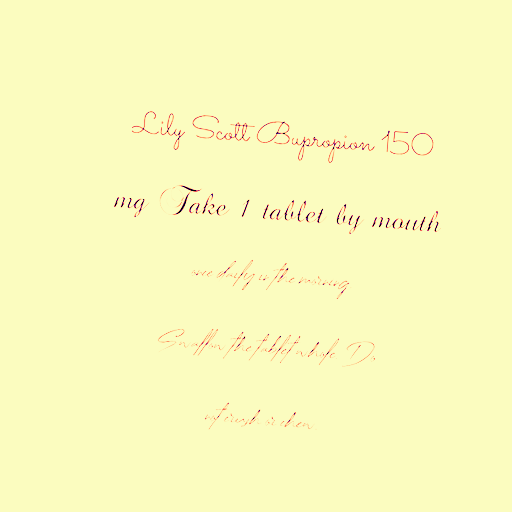 Lily Scott Bupropion 150
mg Take 1 tablet by mouth
once daily in the morning
Swallow the tablet whole Do
not crush or chew